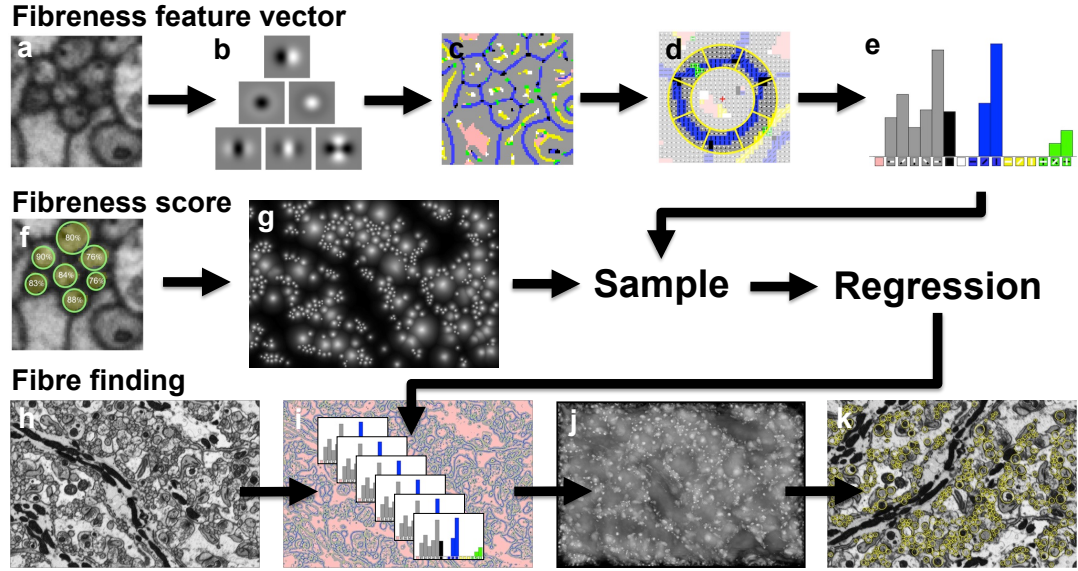 Fibreness feature vector
a
b
c
d
e
Fibreness score
f
80%
90%
76%
84%
83%
76%
88%
g
Sample
Regression
Fibre finding
h
i
j
k